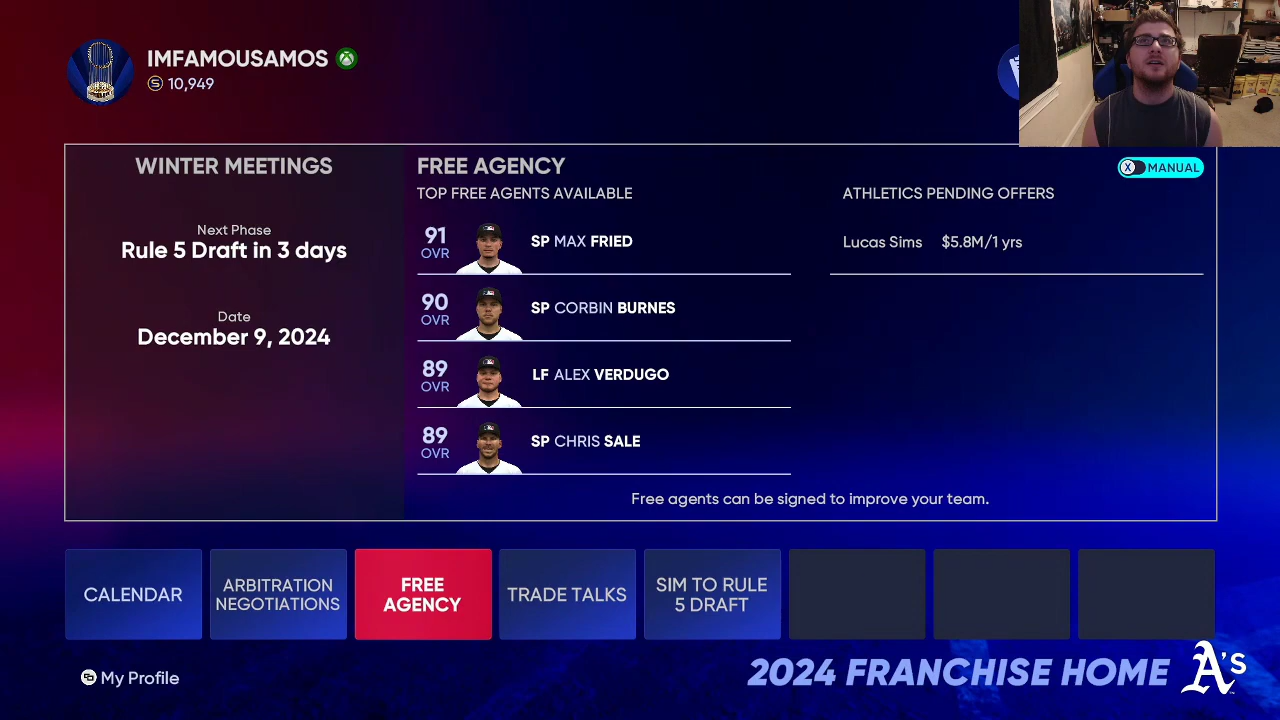 IMFAMOUSAMOS
S 10,949
WINTER MEETINGS
Next Phase
Rule 5 Draft in 3 days
Date
December 9, 2024
FREE AGENCY
TOP FREE AGENTS AVAILABLE
91 OVR SP MAX FRIED
90 OVR SP CORBIN BURNES
89 OVR LF ALEX VERDUGO
89 OVR SP CHRIS SALE
X MANUAL
ATHLETICS PENDING OFFERS
Lucas Sims $5.8M/1 yrs
Free agents can be signed to improve your team.
CALENDAR
ARBITRATION
NEGOTIATIONS
FREE
AGENCY
TRADE TALKS
SIM TO RULE
5 DRAFT
My Profile
2024 FRANCHISE HOME
A'S